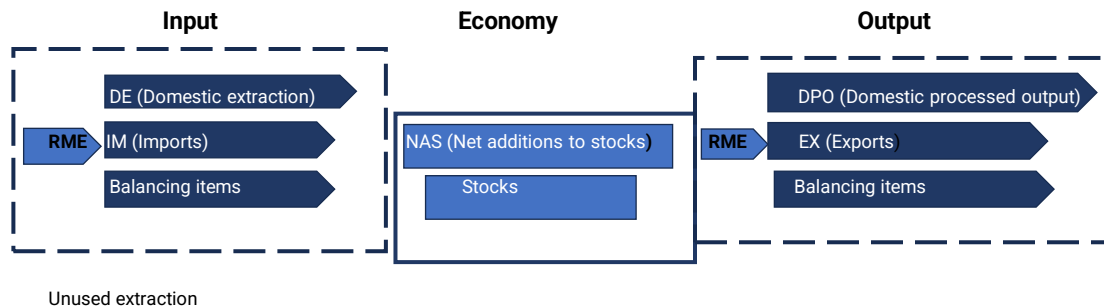 Input
Economy
Output
DE (Domestic extraction)
RME
IM (Imports)
Balancing items
NAS (Net additions to stocks)
Stocks
DPO (Domestic processed output)
RME
EX (Exports)
Balancing items
Unused extraction